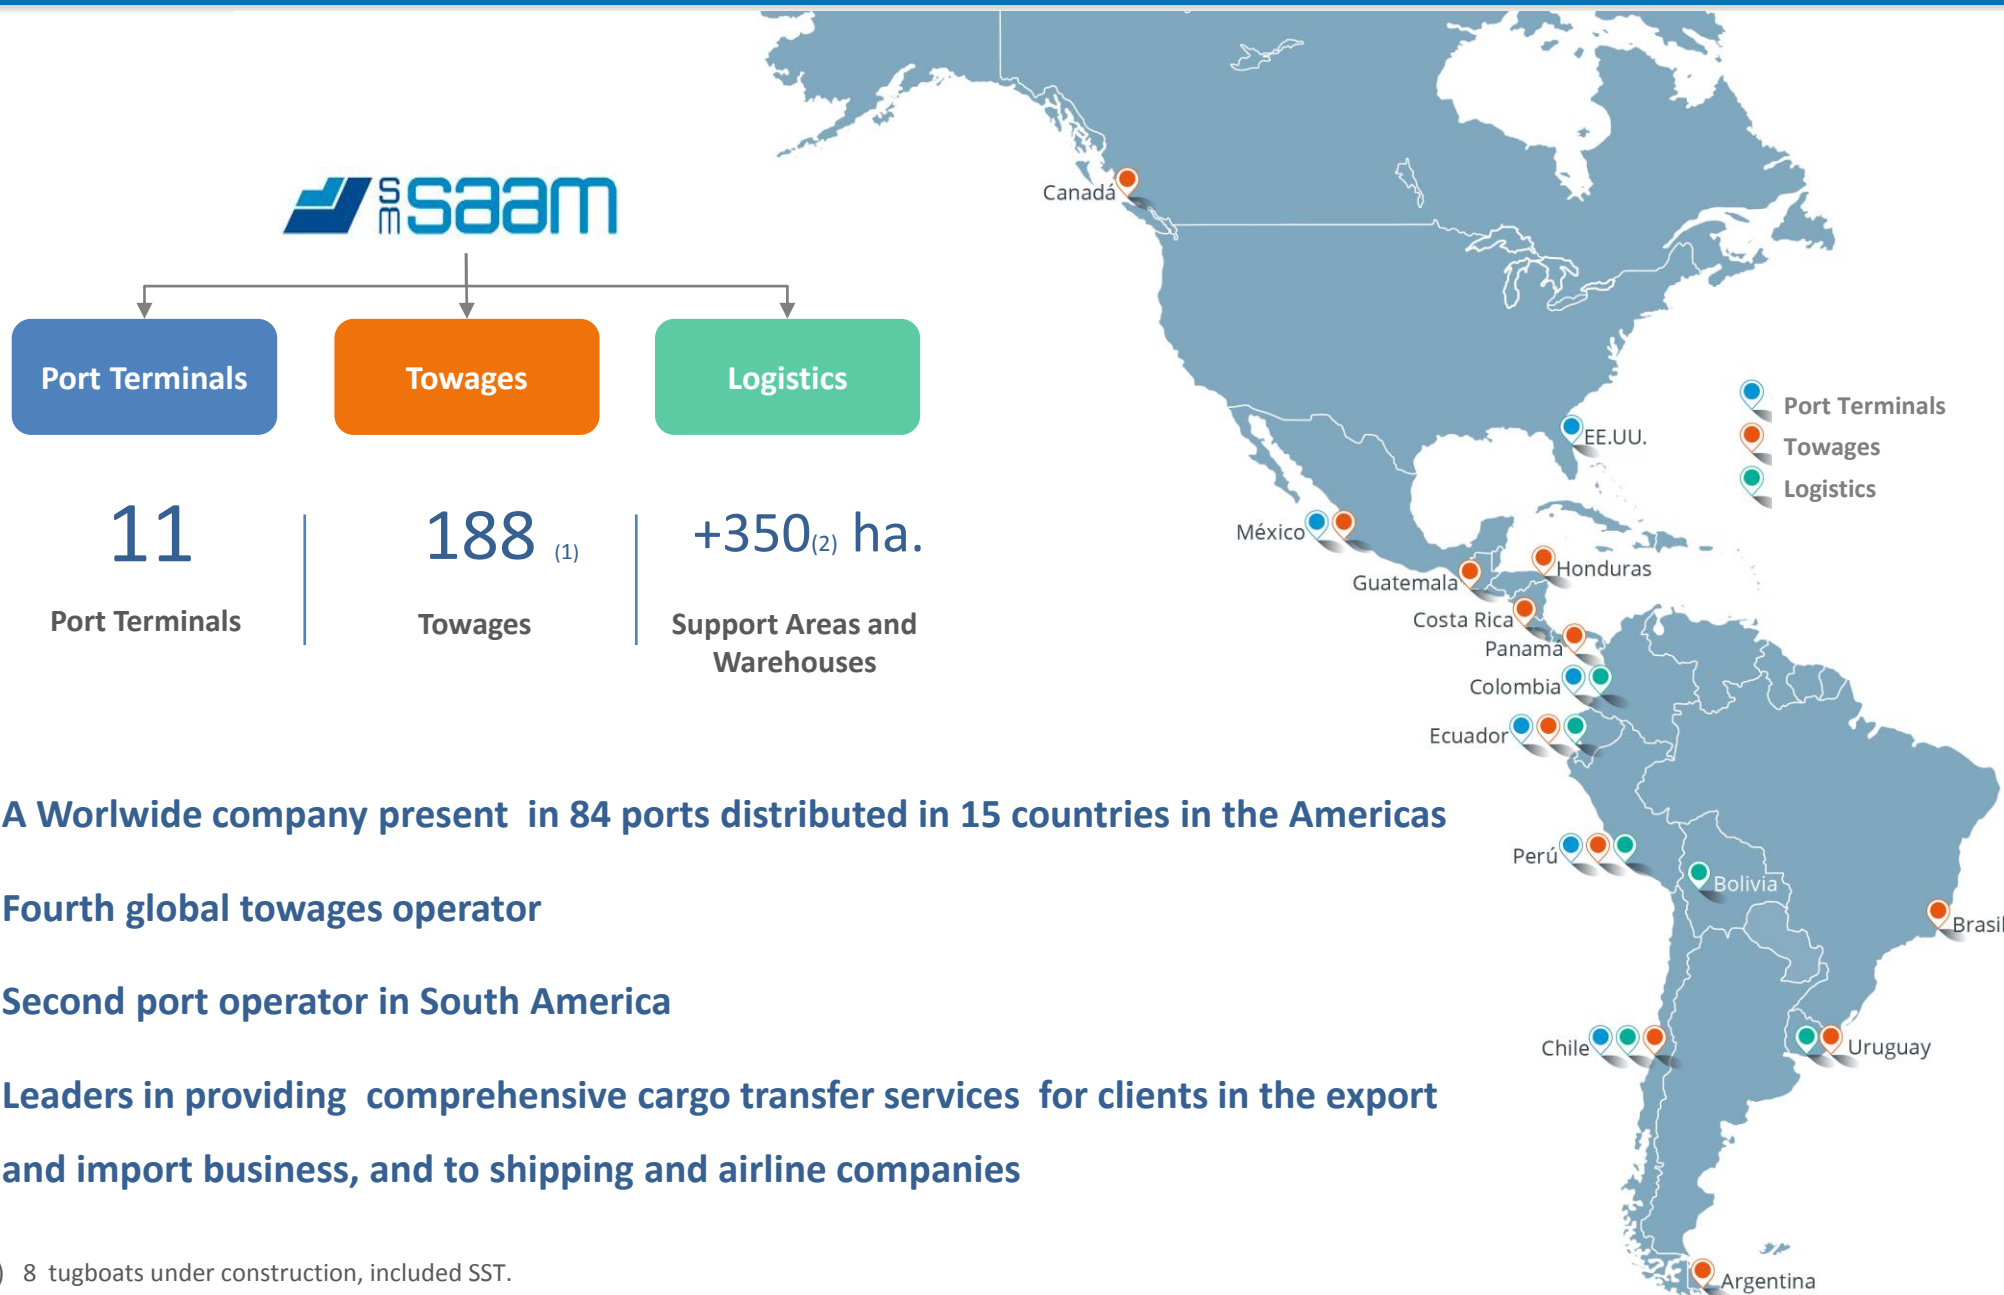 SM saam
Port Terminals
Towages
Logistics
11
188 (1)
+350(2) ha.
Port Terminals
Towages
Support Areas and
Warehouses
A Worlwide company present in 84 ports distributed in 15 countries in the Americas
Fourth global towages operator
Second port operator in South America
Leaders in providing comprehensive cargo transfer services for clients in the export
and import business, and to shipping and airline companies
) 8 tugboats under construction, included SST.
Canadá
EE.UU.
Port Terminals
Towages
Logistics
México
Honduras
Guatemala
Costa Rica
Panamá
Colombia
Ecuador
Perú
Bolivia
Brasil
Chile
Uruguay
Argentina